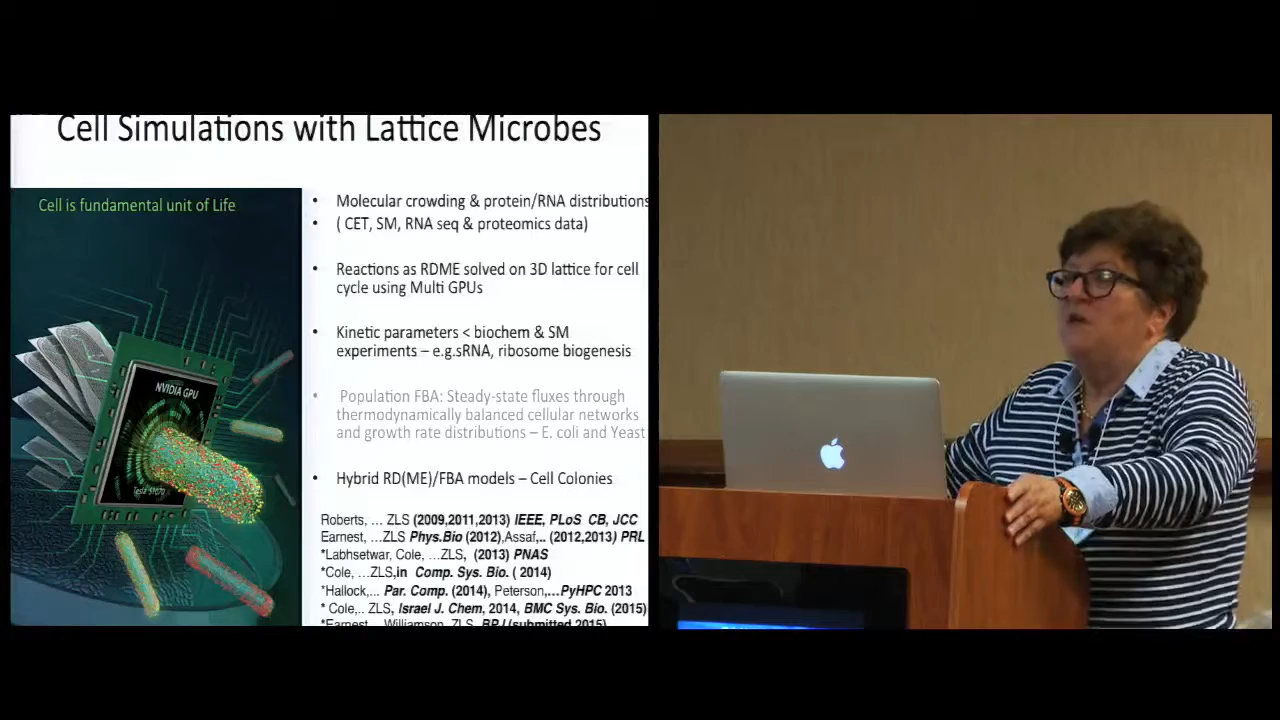 Cell Simulations with Lattice Microbes
Cell is fundamental unit of Life
NVIDIA GPU
• Molecular crowding & protein/RNA distributions
• ( CET, SM, RNA seq & proteomics data)
• Reactions as RDME solved on 3D lattice for cell
cycle using Multi GPUs
• Kinetic parameters < biochem & SM
experiments – e.g.sRNA, ribosome biogenesis
• Population FBA: Steady-state fluxes through
thermodynamically balanced cellular networks
and growth rate distributions – E. coli and Yeast
• Hybrid RD(ME)/FBA models – Cell Colonies
Roberts, ... ZLS (2009,2011,2013) IEEE, PLoS CB, JCC
Earnest, ...ZLS Phys.Bio (2012),Assaf,.. (2012,2013) PRL
*Labhsetwar, Cole, ...ZLS, (2013) PNAS
*Cole, ...ZLS,in Comp. Sys. Bio. ( 2014)
*Hallock,... Par. Comp. (2014), Peterson,...PyHPC 2013
* Cole,.. ZLS, Israel J. Chem, 2014, BMC Sys. Bio. (2015)
*Earnest,.. Williamson, ZLS, BPJ (submitted 2015)